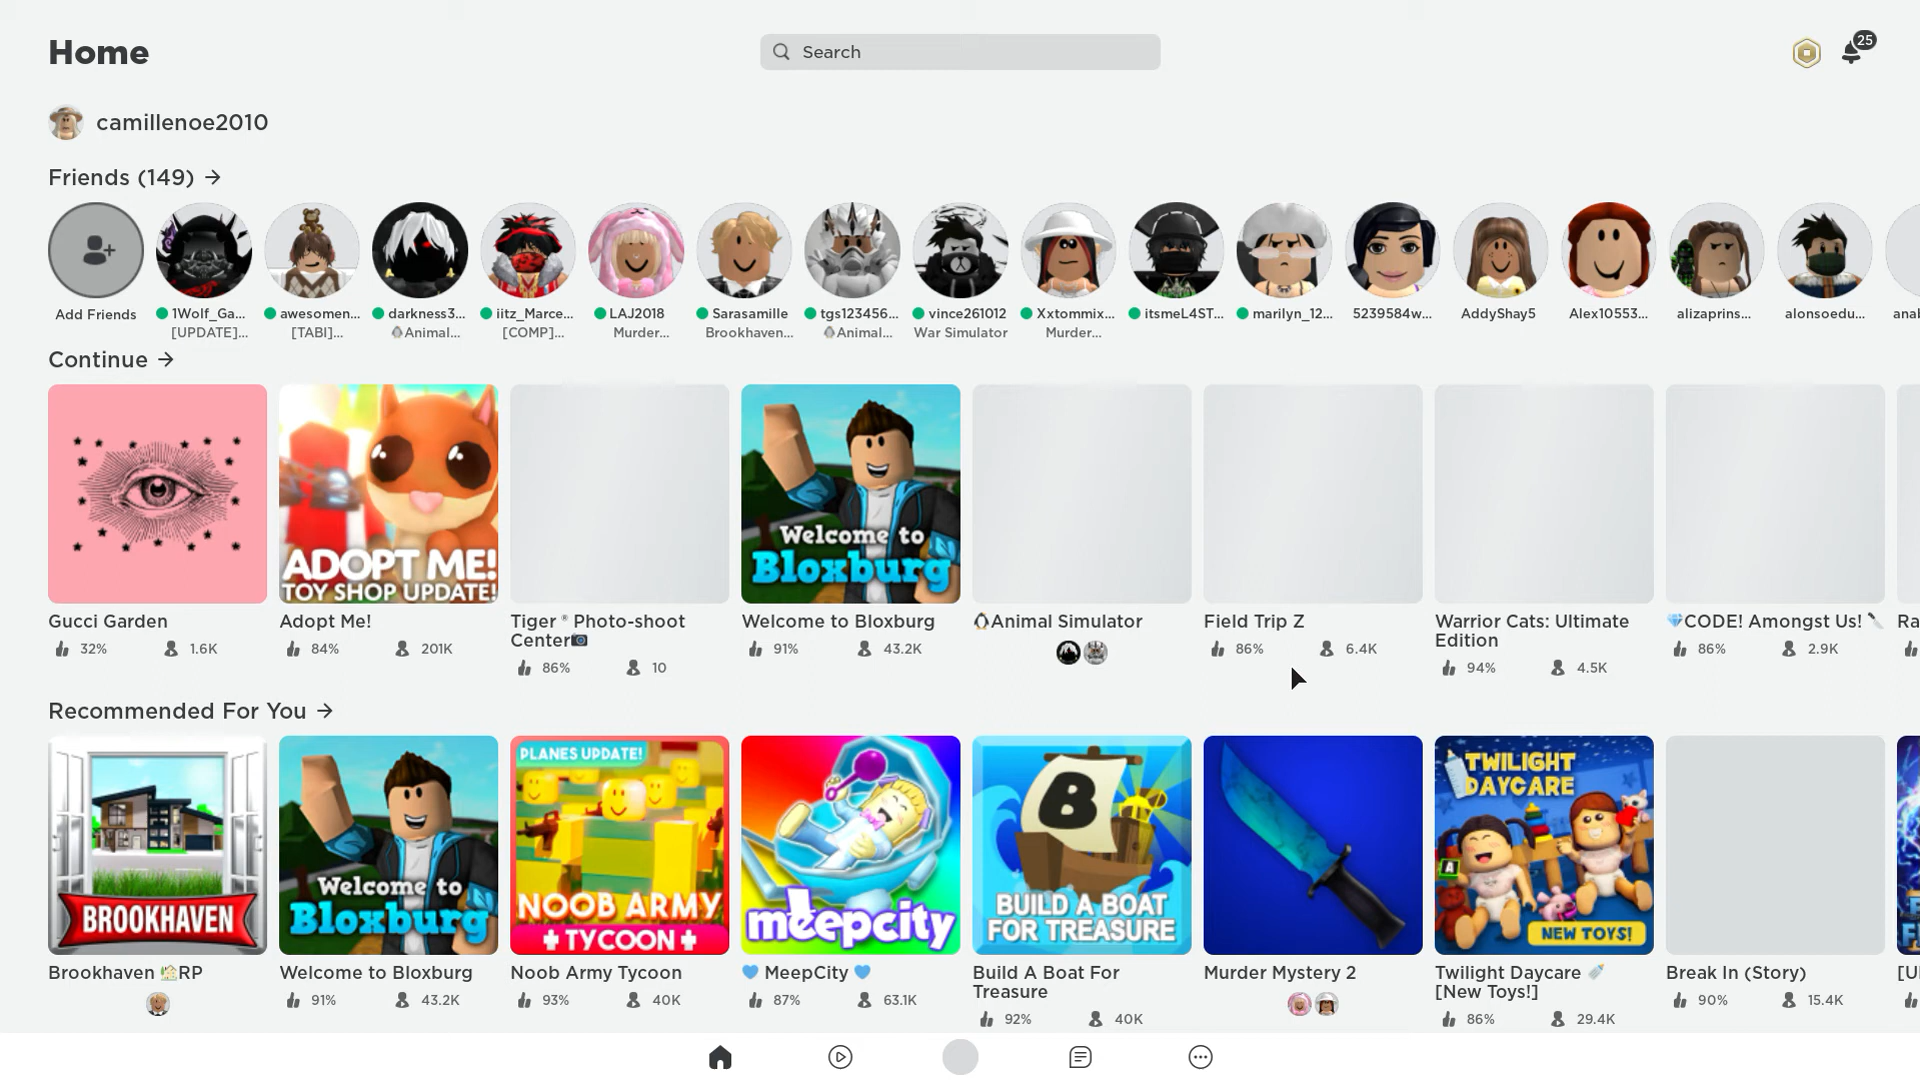 Home
Search
25
camillenoe2010
Friends (149) →
Add Friends
1Wolf_Ga...
[UPDATE]...
awesomen...
[TABI]...
darkness3...
🐧Animal...
iitz_Marce...
[COMP]...
LAJ2018
Murder...
Sarasamille
Brookhaven...
tgs123456...
🐧Animal...
vince261012
War Simulator
Xxtommix...
Murder...
itsmeL4ST...
marilyn_12...
5239584w...
AddyShay5
Alex10553...
alizaprins...
alonsoedu...
Continue →
ADOPT ME!
TOY SHOP UPDATE!
Welcome to
Bloxburg
Gucci Garden
32% 1.6K
Adopt Me!
84% 201K
Tiger ° Photo-shoot
Center📷
86% 10
Welcome to Bloxburg
91% 43.2K
🐧Animal Simulator
Field Trip Z
86% 6.4K
Warrior Cats: Ultimate
Edition
94% 4.5K
💎CODE! Amongst Us! 🔪
86% 2.9K
Ra
Recommended For You →
BROOKHAVEN
Welcome to
Bloxburg
PLANES UPDATE!
NOOB ARMY
TYCOON
meepcity
B
BUILD A BOAT
FOR TREASURE
TWILIGHT
DAYCARE
A
NEW TOYS!
Brookhaven 🏡RP
Welcome to Bloxburg
91% 43.2K
Noob Army Tycoon
93% 40K
💙 MeepCity 💙
87% 63.1K
Build A Boat For
Treasure
92% 40K
Murder Mystery 2
Twilight Daycare 🍼
[New Toys!]
86% 29.4K
Break In (Story)
90% 15.4K